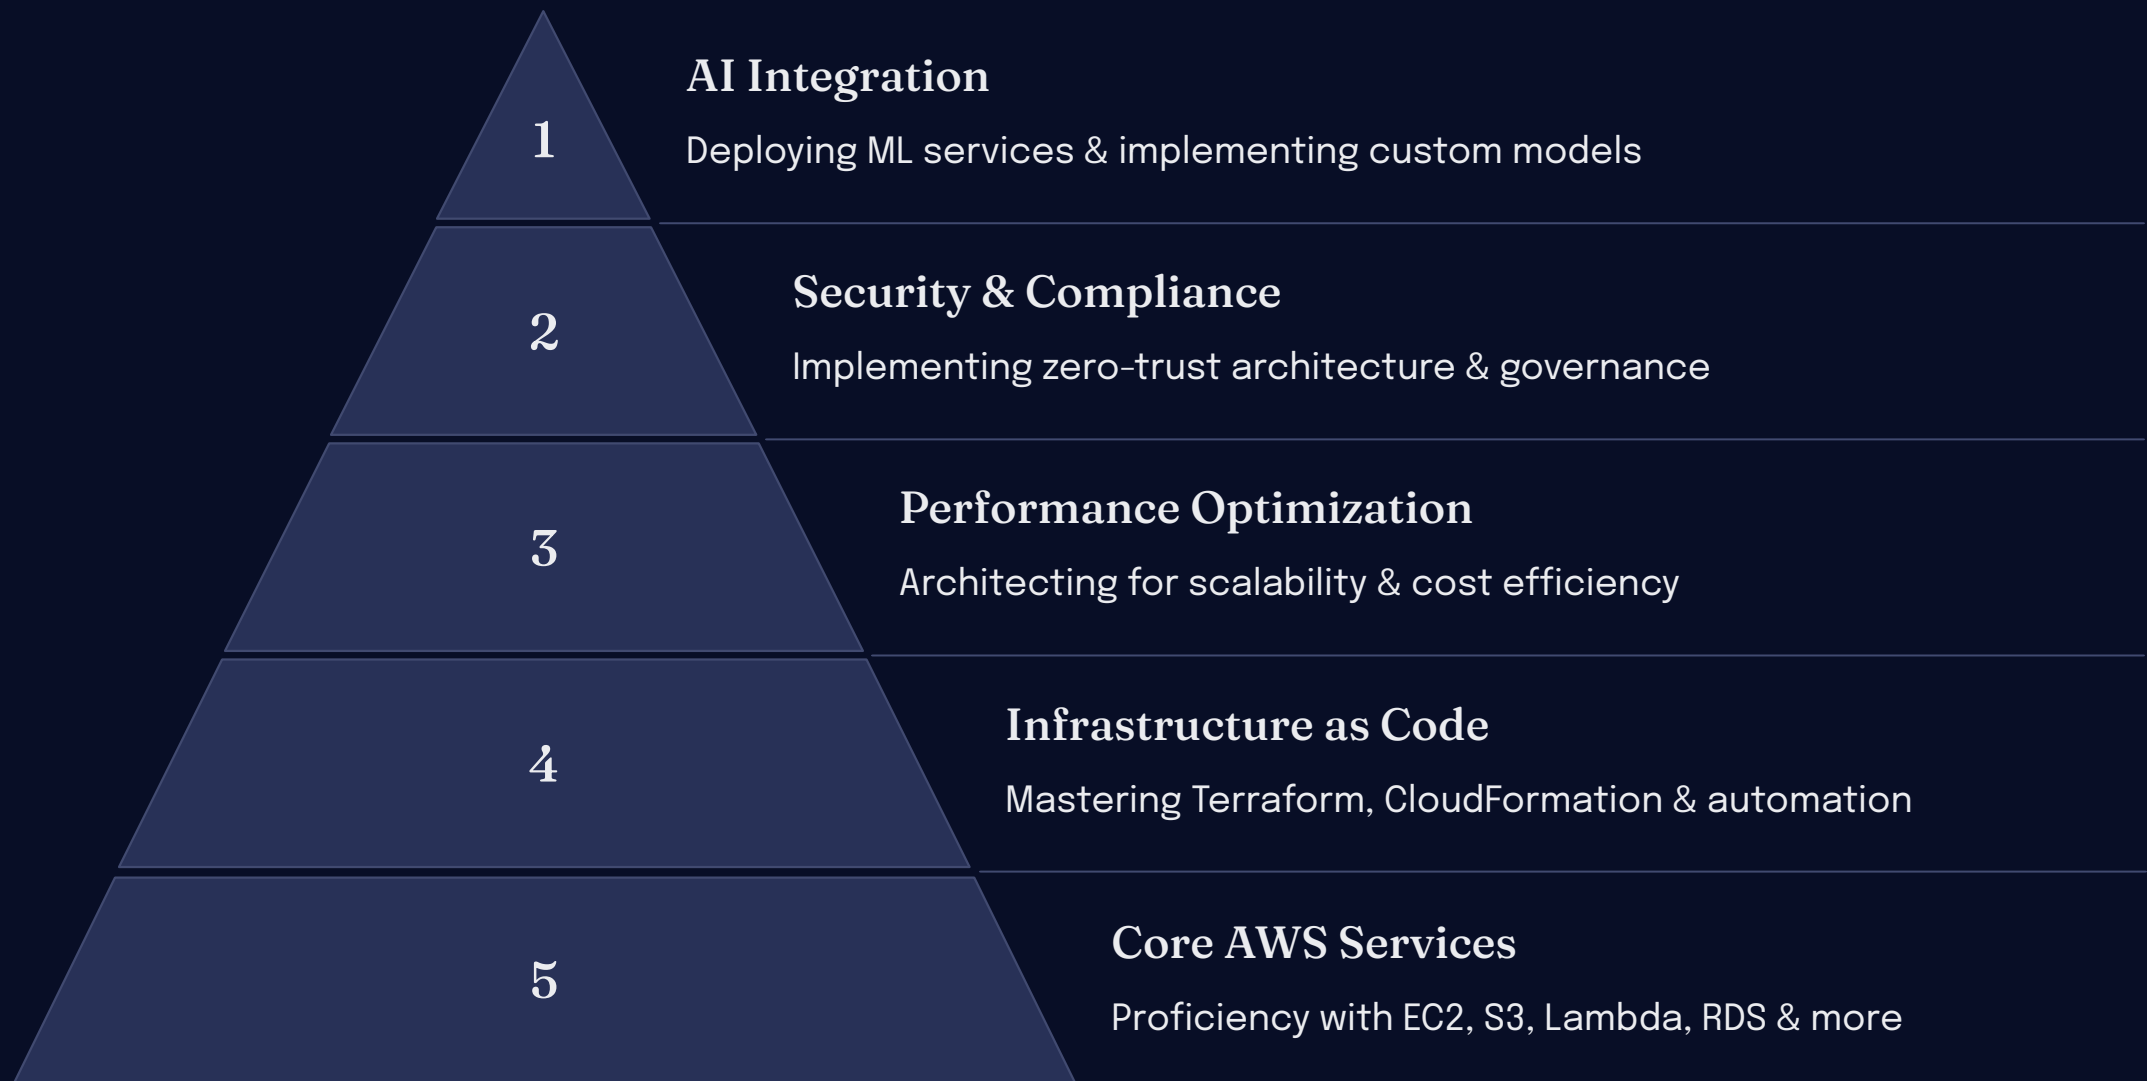 1
AI Integration
Deploying ML services & implementing custom models
2
Security & Compliance
Implementing zero-trust architecture & governance
3
Performance Optimization
Architecting for scalability & cost efficiency
4
Infrastructure as Code
Mastering Terraform, CloudFormation & automation
5
Core AWS Services
Proficiency with EC2, S3, Lambda, RDS & more